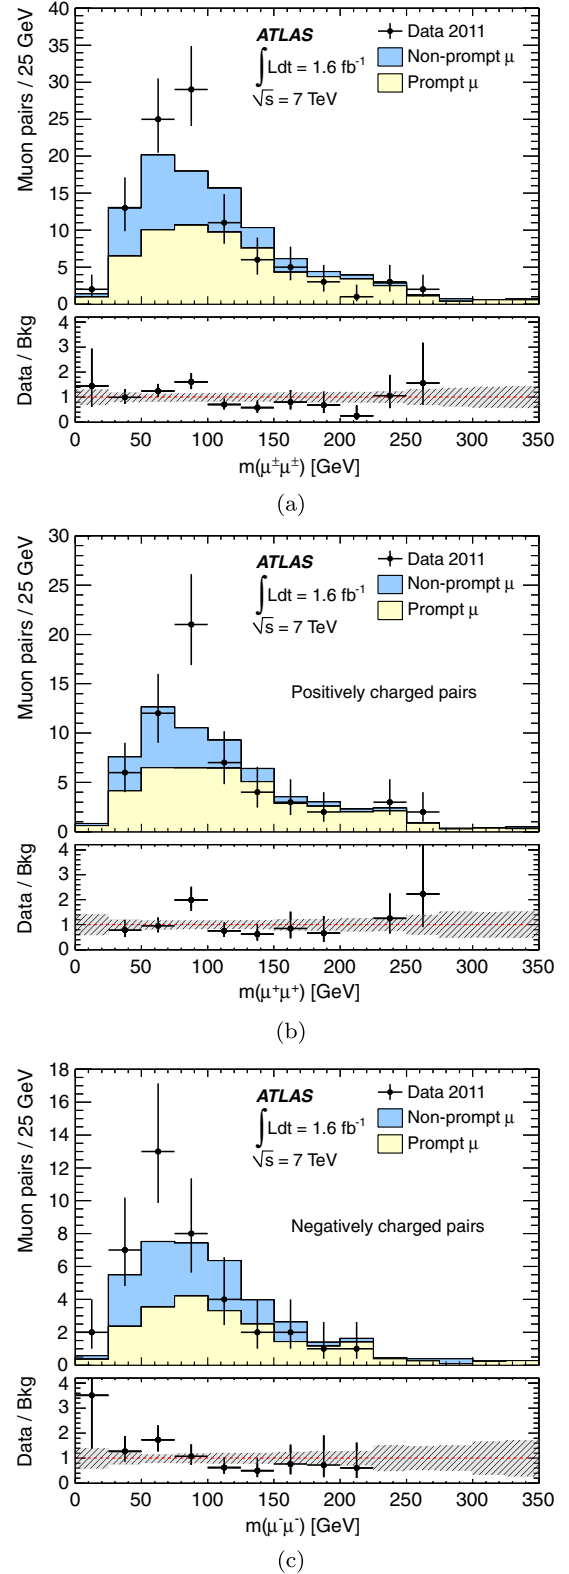 40
35
30
25
20
15
10
5
0
Muon pairs / 25 GeV
ATLAS
∫Ldt = 1.6 fb⁻¹
√s = 7 TeV
Data 2011
Non-prompt μ
Prompt μ
4
3
2
1
0
Data / Bkg
0 50 100 150 200 250 300 350
m(μ±μ±) [GeV]
(a)
30
25
20
15
10
5
0
Muon pairs / 25 GeV
ATLAS
∫Ldt = 1.6 fb⁻¹
√s = 7 TeV
Data 2011
Non-prompt μ
Prompt μ
Positively charged pairs
4
3
2
1
0
Data / Bkg
0 50 100 150 200 250 300 350
m(μ⁺μ⁺) [GeV]
(b)
18
16
14
12
10
8
6
4
2
0
Muon pairs / 25 GeV
ATLAS
∫Ldt = 1.6 fb⁻¹
√s = 7 TeV
Data 2011
Non-prompt μ
Prompt μ
Negatively charged pairs
4
3
2
1
0
Data / Bkg
0 50 100 150 200 250 300 350
m(μ⁻μ⁻) [GeV]
(c)